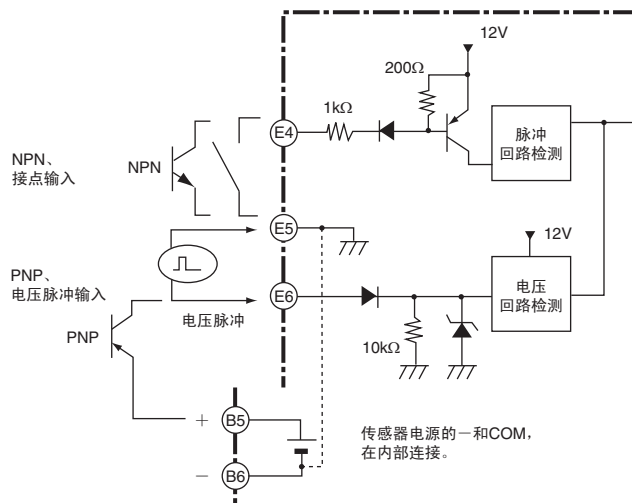 12V
200Ω
1kΩ
E4
脉冲
回路检测
NPN、
接点输入
NPN
E5
12V
PNP、
电压脉冲输入
E6
电压
回路检测
电压脉冲
PNP
10kΩ
+
B5
传感器电源的－和COM，
在内部连接。
－
B6